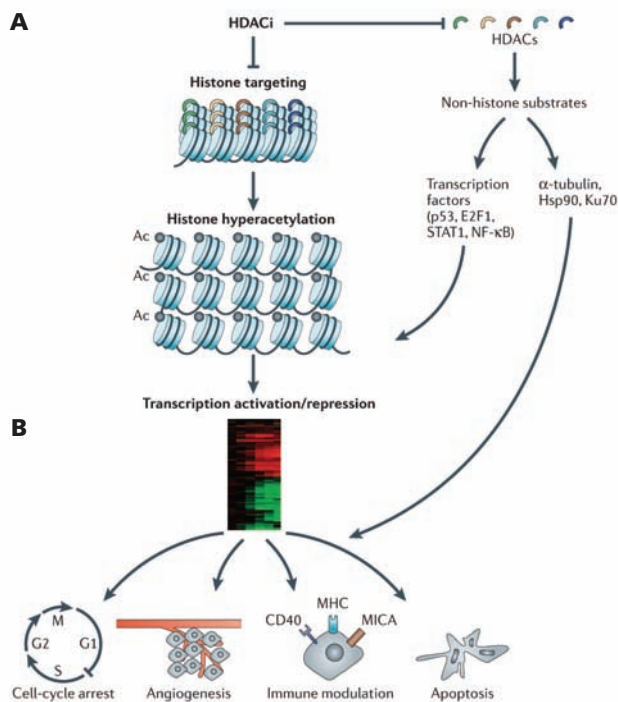 A
HDACi
HDACs
Histone targeting
Non-histone substrates
Transcription
factors
(p53, E2F1,
STAT1, NF-κB)
α-tubulin,
Hsp90, Ku70
Histone hyperacetylation
Ac
Ac
Ac
Transcription activation/repression
B
M
G2
G1
S
Cell-cycle arrest
Angiogenesis
CD40
MHC
MICA
Immune modulation
Apoptosis